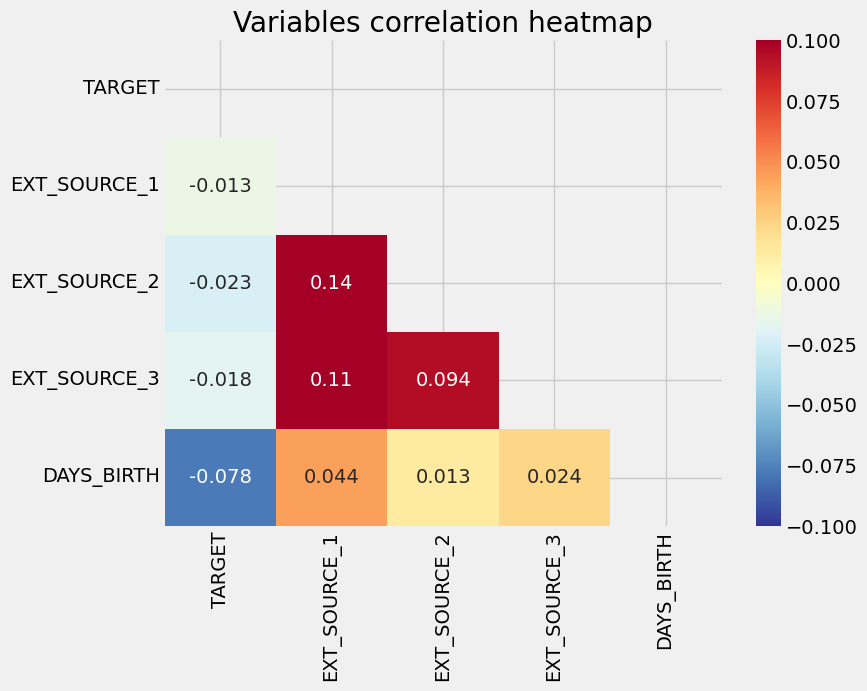 Variables correlation heatmap
TARGET
EXT_SOURCE_1
-0.013
EXT_SOURCE_2
-0.023 0.14
EXT_SOURCE_3
-0.018 0.11 0.094
DAYS_BIRTH
-0.078 0.044 0.013 0.024
TARGET
EXT_SOURCE_1
EXT_SOURCE_2
EXT_SOURCE_3
DAYS_BIRTH
0.100
0.075
0.050
0.025
0.000
−0.025
−0.050
−0.075
−0.100